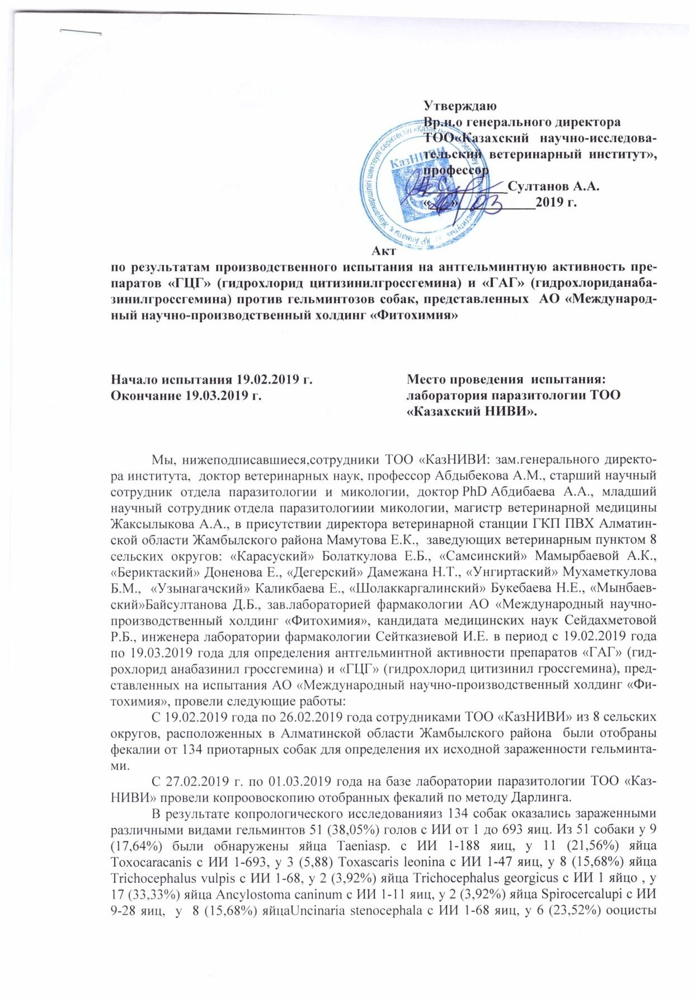 Утверждаю
Вр.и.о генерального директора
ТОО«Казахский научно-исследова-
тельский ветеринарный институт»,
профессор
____________Султанов А.А.
«26» 03 2019 г.
КазНИВИ
Акт
по результатам производственного испытания на антгельминтную активность пре-
паратов «ГЦГ» (гидрохлорид цитизинилгроссгемина) и «ГАГ» (гидрохлориданаба-
зинилгроссгемина) против гельминтозов собак, представленных АО «Международ-
ный научно-производственный холдинг «Фитохимия»
Начало испытания 19.02.2019 г.
Окончание 19.03.2019 г.
Место проведения испытания:
лаборатория паразитологии ТОО
«Казахский НИВИ».
Мы, нижеподписавшиеся,сотрудники ТОО «КазНИВИ: зам.генерального директо-
ра института, доктор ветеринарных наук, профессор Абдыбекова А.М., старший научный
сотрудник отдела паразитологии и микологии, доктор PhD Абдибаева А.А., младший
научный сотрудник отдела паразитологиии микологии, магистр ветеринарной медицины
Жаксылыкова А.А., в присутствии директора ветеринарной станции ГКП ПВХ Алматин-
ской области Жамбылского района Мамутова Е.К., заведующих ветеринарным пунктом 8
сельских округов: «Карасуский» Болаткулова Е.Б., «Самсинский» Мамырбаевой А.К.,
«Бериктаский» Доненова Е., «Дегерский» Дамежана Н.Т., «Унгиртаский» Мухаметкулова
Б.М., «Узынагачский» Каликбаева Е., «Шолаккаргалинский» Букебаева Н.Е., «Мынбаев-
ский»Байсултанова Д.Б., зав.лабораторией фармакологии АО «Международный научно-
производственный холдинг «Фитохимия», кандидата медицинских наук Сейдахметовой
Р.Б., инженера лаборатории фармакологии Сейтказиевой И.Е. в период с 19.02.2019 года
по 19.03.2019 года для определения антгельминтной активности препаратов «ГАГ» (гид-
рохлорид анабазинил гроссгемина) и «ГЦГ» (гидрохлорид цитизинил гроссгемина), пред-
ставленных на испытания АО «Международный научно-производственный холдинг «Фи-
тохимия», провели следующие работы:
С 19.02.2019 года по 26.02.2019 года сотрудниками ТОО «КазНИВИ» из 8 сельских
округов, расположенных в Алматинской области Жамбылского района были отобраны
фекалии от 134 приотарных собак для определения их исходной зараженности гельминта-
ми.
С 27.02.2019 г. по 01.03.2019 года на базе лаборатории паразитологии ТОО «Каз-
НИВИ» провели копроовоскопию отобранных фекалий по методу Дарлинга.
В результате копрологического исследованияиз 134 собак оказались зараженными
различными видами гельминтов 51 (38,05%) голов с ИИ от 1 до 693 яиц. Из 51 собаки у 9
(17,64%) были обнаружены яйца Taeniasp. с ИИ 1-188 яиц, у 11 (21,56%) яйца
Toxocaracanis с ИИ 1-693, у 3 (5,88) Toxascaris leonina с ИИ 1-47 яиц, у 8 (15,68%) яйца
Trichocephalus vulpis с ИИ 1-68, у 2 (3,92%) яйца Trichocephalus georgicus с ИИ 1 яйцо , у
17 (33,33%) яйца Ancylostoma caninum с ИИ 1-11 яиц, у 2 (3,92%) яйца Spirocercalupi с ИИ
9-28 яиц, у 8 (15,68%) яйцаUncinaria stenocephala с ИИ 1-68 яиц, у 6 (23,52%) ооцисты